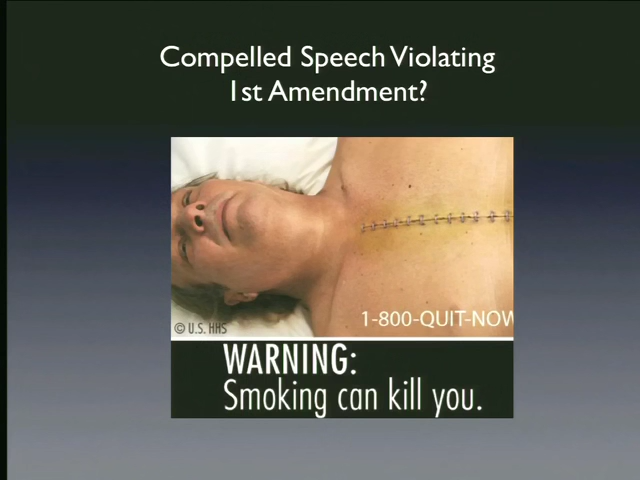 Compelled Speech Violating
1st Amendment?
1-800-QUIT-NOW
© U.S. HHS
WARNING:
Smoking can kill you.